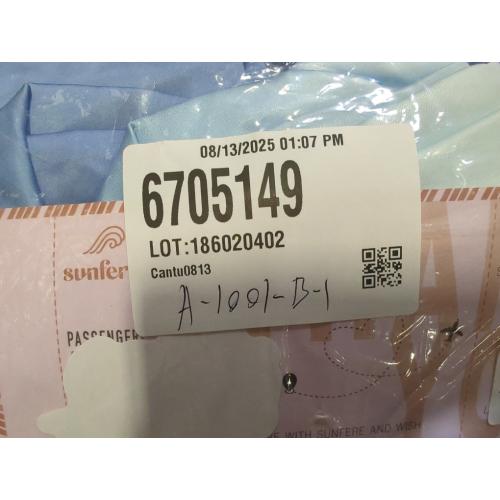 08/13/2025 01:07 PM
6705149
LOT:186020402
Cantu0813
A-1001-B-1
sunfere
PASSENGER
E WITH SUNFERE AND WISH